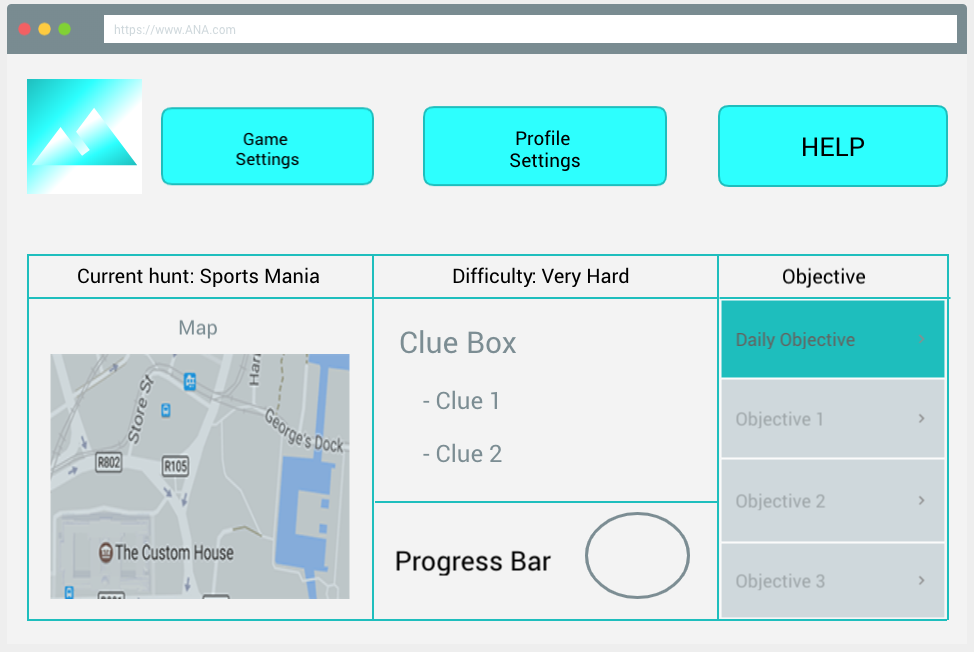 https://www.ANA.com
Game
Settings
Profile
Settings
HELP
Current hunt: Sports Mania
Difficulty: Very Hard
Objective
Map
Store St
George's Dock
R802
R105
The Custom House
Clue Box
- Clue 1
- Clue 2
Progress Bar
Daily Objective
Objective 1
Objective 2
Objective 3